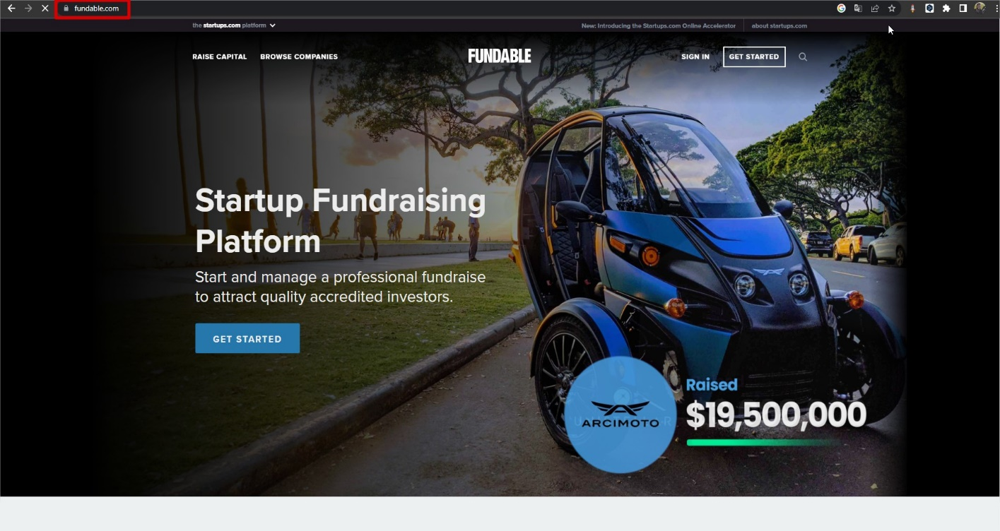 fundable.com
the startups.com platform
New: Introducing the Startups.com Online Accelerator
about startups.com
RAISE CAPITAL
BROWSE COMPANIES
FUNDABLE
SIGN IN
GET STARTED
Startup Fundraising
Platform
Start and manage a professional fundraise
to attract quality accredited investors.
GET STARTED
Raised
$19,500,000
ARCIMOTO